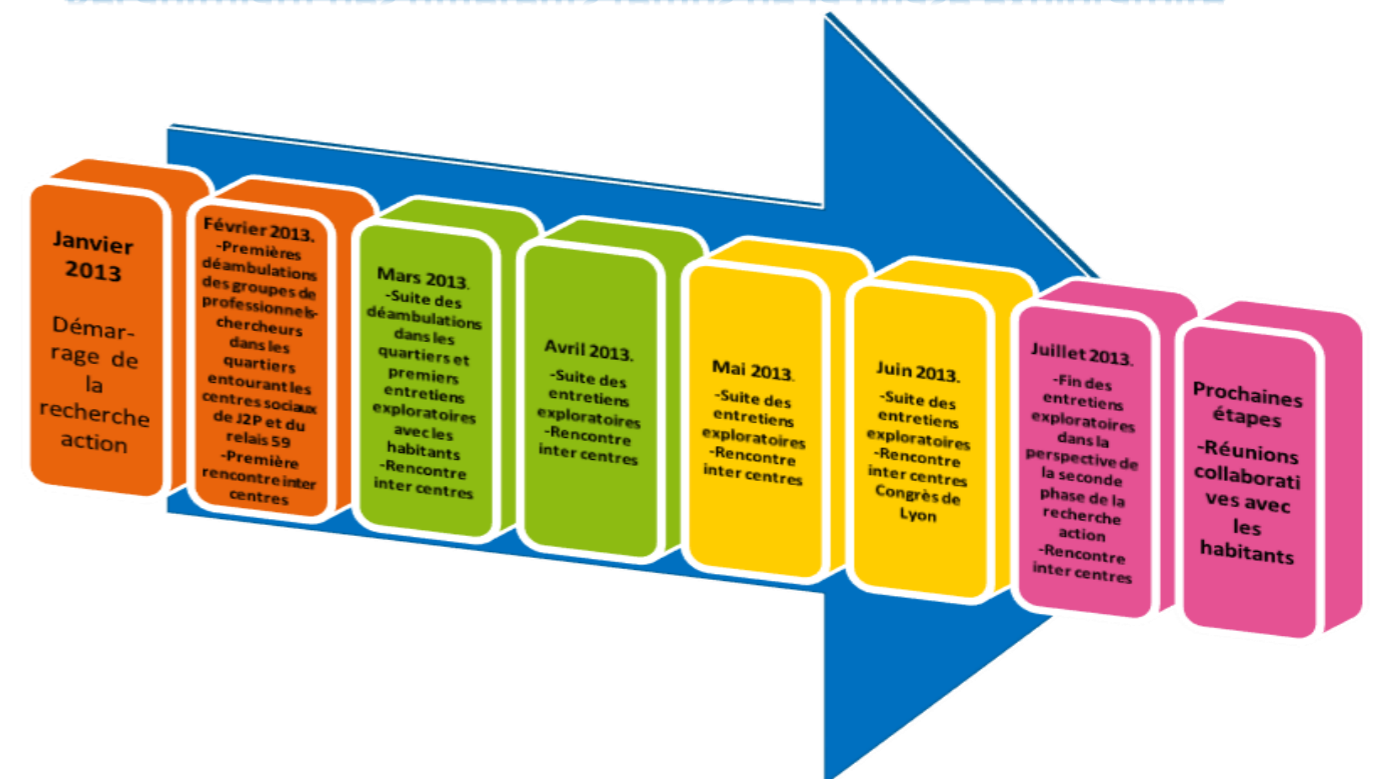 Janvier
2013
Démar-
rage de
la
recherche
action
Février 2013.
-Premières
déambulations
des groupes de
professionnels-
chercheurs
dans les
quartiers
entourant les
centres sociaux
de J2P et du
relais 59
-Première
rencontre inter
centres
Mars 2013.
-Suite des
déambulations
dans les
quartiers et
premiers
entretiens
exploratoires
avec les
habitants
-Rencontre
inter centres
Avril 2013.
-Suite des
entretiens
exploratoires
-Rencontre
inter centres
Mai 2013.
-Suite des
entretiens
exploratoires
-Rencontre
inter centres
Juin 2013.
-Suite des
entretiens
exploratoires
-Rencontre
inter centres
Congrès de
Lyon
Juillet 2013.
-Fin des
entretiens
exploratoires
dans la
perspective de
la seconde
phase de la
recherche
action
-Rencontre
inter centres
Prochaines
étapes
-Réunions
collaborati
ves avec
les
habitants